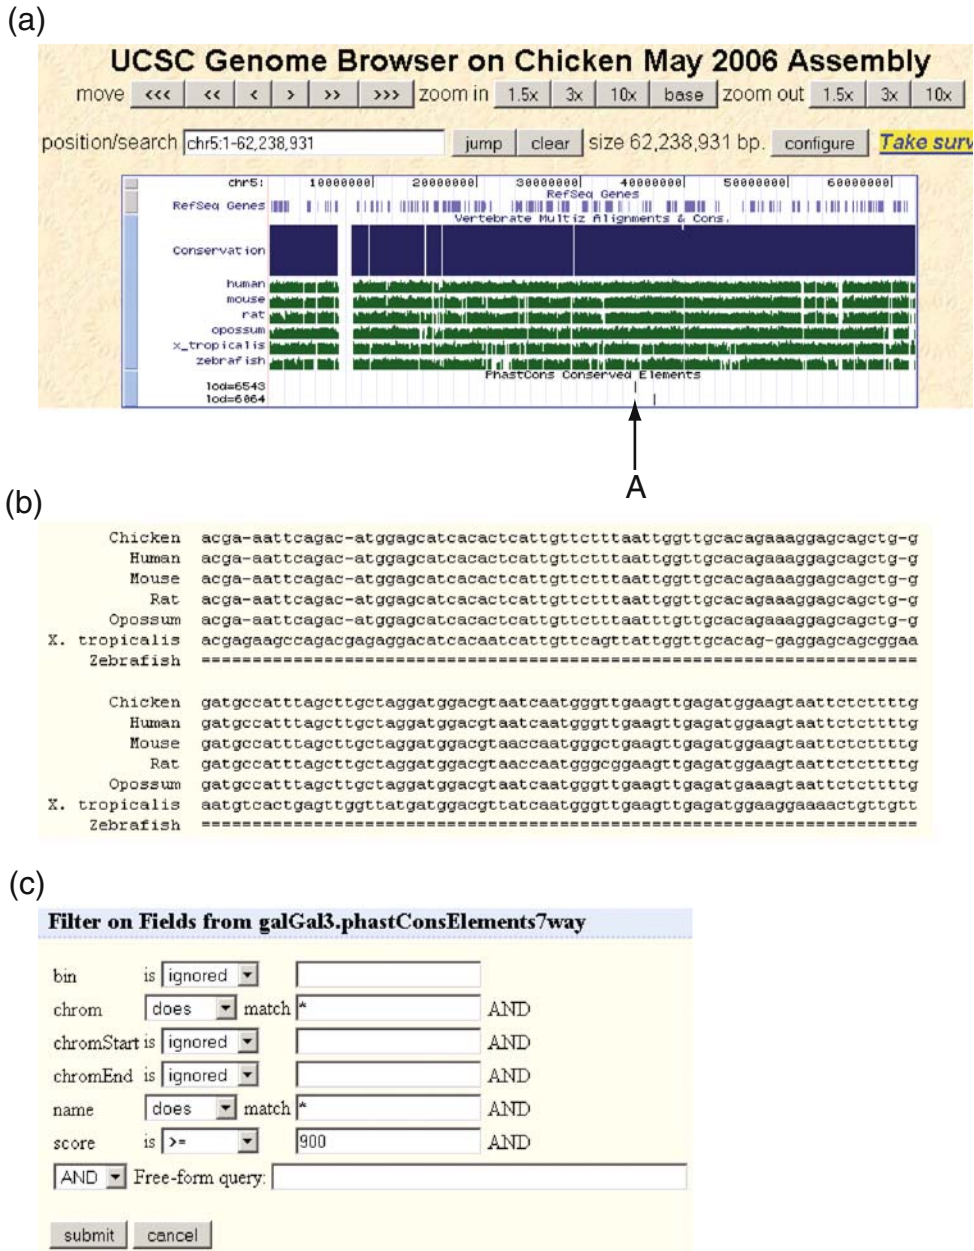 (a)
UCSC Genome Browser on Chicken May 2006 Assembly
move <<< << < > >> >>> zoom in 1.5x 3x 10x base zoom out 1.5x 3x 10x
position/search chr5:1-62,238,931 jump clear size 62,238,931 bp. configure Take surv
chr5: 10000000| 20000000| 30000000| 40000000| 50000000| 60000000|
RefSeq Genes
RefSeq Genes
Vertebrate Multiz Alignments & Cons.
Conservation
human
mouse
rat
opossum
x_tropicalis
zebrafish
PhastCons Conserved Elements
lod=6543
lod=6064
A
(b)
Chicken acga-aattcagac-atggagcatcacactcattgttctttaattggttgcacagaaaggagcagctg-g
Human acga-aattcagac-atggagcatcacactcattgttctttaattggttgcacagaaaggagcagctg-g
Mouse acga-aattcagac-atggagcatcacactcattgttctttaattggttgcacagaaaggagcagctg-g
Rat acga-aattcagac-atggagcatcacactcattgttctttaattggttgcacagaaaggagcagctg-g
Opossum acga-aattcagac-atggagcatcacactcattgttctttaatttgttgcacagaaaggagcagctg-g
X. tropicalis acgagaagccagacgagaggacatcacaatcattgttcagttattggttgcacag-gaggagcagcggaa
Zebrafish ======================================================================
Chicken gatgccatttagcttgctaggatggacgtaatcaatgggttgaagttgagatggaagtaattctcttttg
Human gatgccatttagcttgctaggatggacgtaatcaatgggttgaagttgagatggaagtaattctcttttg
Mouse gatgccatttagcttgctaggatggacgtaaccaatgggctgaagttgagatggaagtaattctcttttg
Rat gatgccatttagcttgctaggatggacgtaaccaatgggcggaagttgagatggaagtaattctcttttg
Opossum gatgccatttagcttgctaggatggacgtaatcaatgggttgaagttgagatgaaagtaattctcttttg
X. tropicalis aatgtcactgagttggttatgatggacgttatcaatgggttgaagttgagatggaaggaaaactgttgtt
Zebrafish ======================================================================
(c)
Filter on Fields from galGal3.phastConsElements7way
bin is ignored
chrom does match * AND
chromStart is ignored AND
chromEnd is ignored AND
name does match * AND
score is >= 900 AND
AND Free-form query:
submit cancel